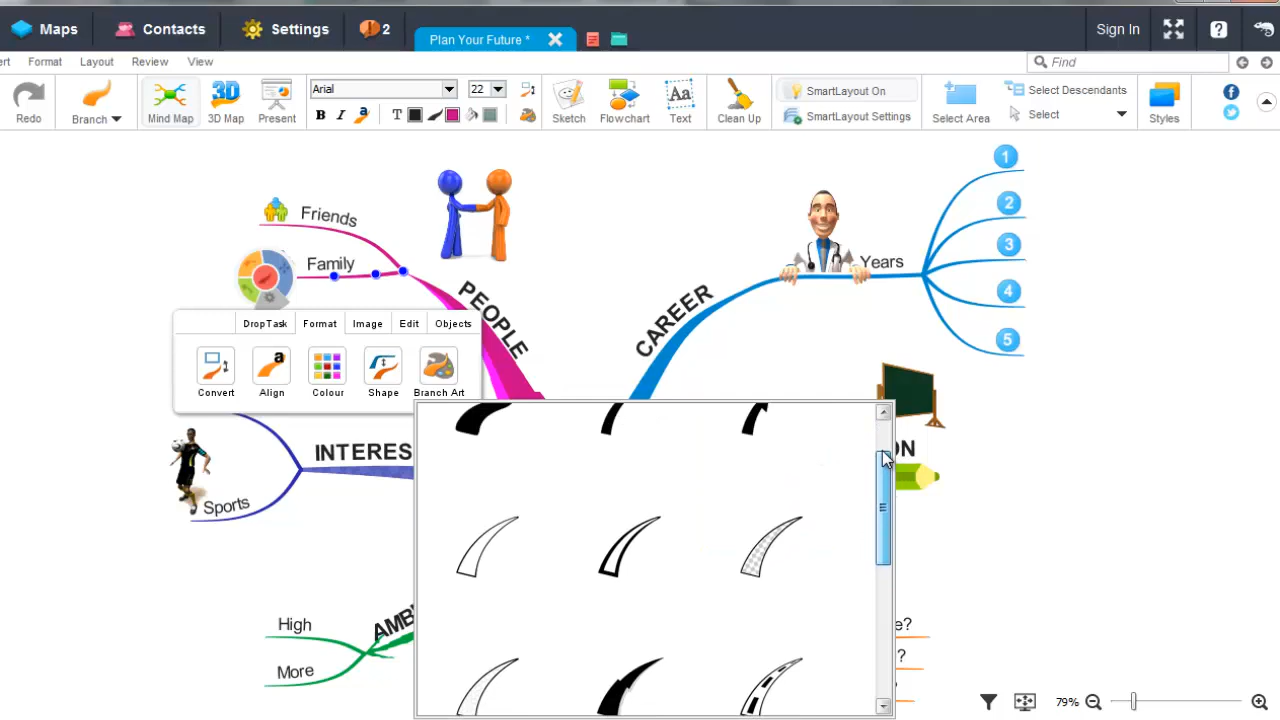 Maps
Contacts
Settings
2
Plan Your Future *
Sign In
?
Format
Layout
Review
View
Find
Redo
Branch
Mind Map
3D
3D Map
Present
Arial
22
B
I
a
T
Sketch
Flowchart
Aa
Text
Clean Up
SmartLayout On
SmartLayout Settings
Select Area
Select Descendants
Select
Styles
Friends
Family
PEOPLE
CAREER
Years
1
2
3
4
5
DropTask
Format
Image
Edit
Objects
Convert
a
Align
Colour
Shape
Branch Art
INTERES
ON
Sports
High
More
AMB
e?
?
79%